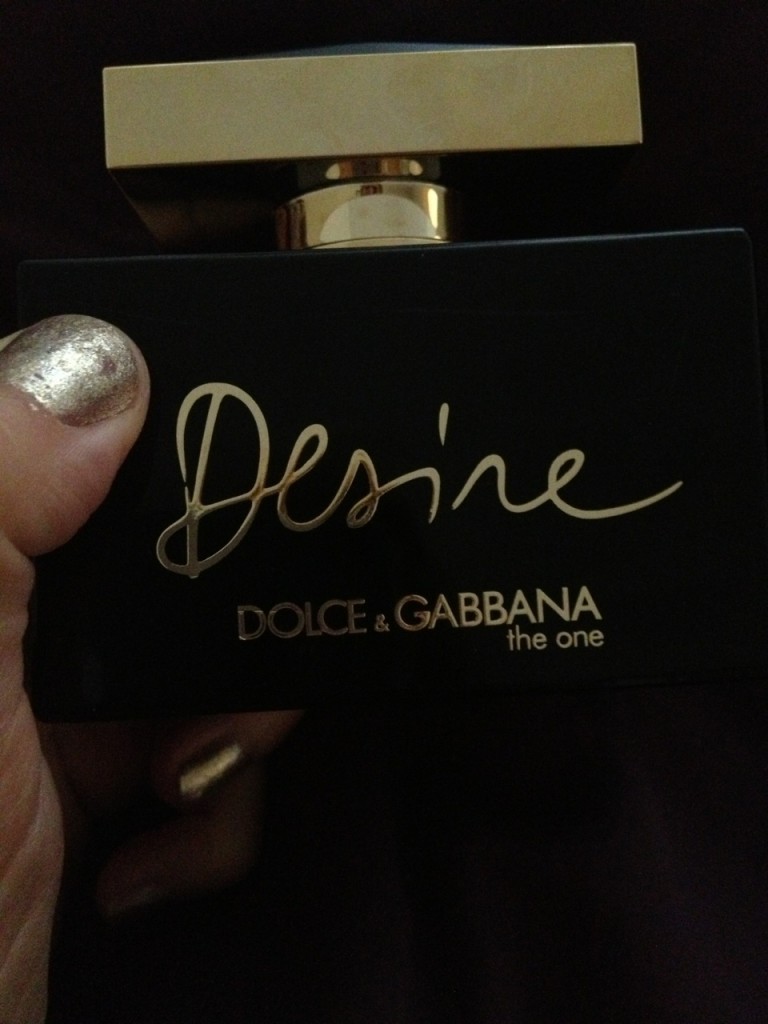 Desire
DOLCE & GABBANA
the one